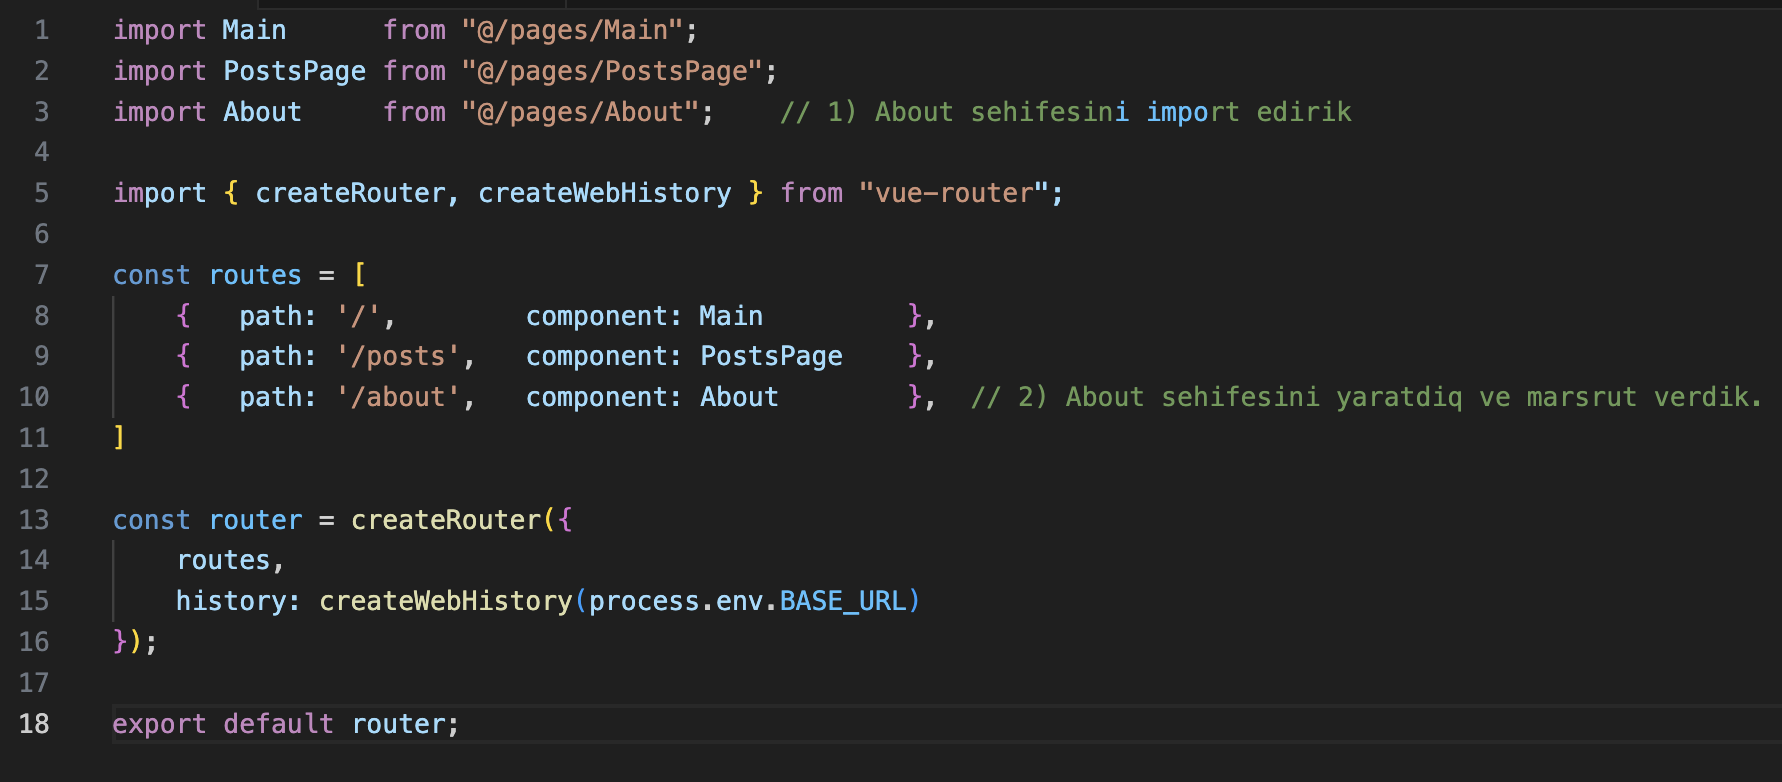 1 import Main from "@/pages/Main";
2 import PostsPage from "@/pages/PostsPage";
3 import About from "@/pages/About"; // 1) About sehifesini import edirik
4
5 import { createRouter, createWebHistory } from "vue-router";
6
7 const routes = [
8 { path: '/', component: Main },
9 { path: '/posts', component: PostsPage },
10 { path: '/about', component: About }, // 2) About sehifesini yaratdiq ve marsrut verdik.
11 ]
12
13 const router = createRouter({
14 routes,
15 history: createWebHistory(process.env.BASE_URL)
16 });
17
18 export default router;